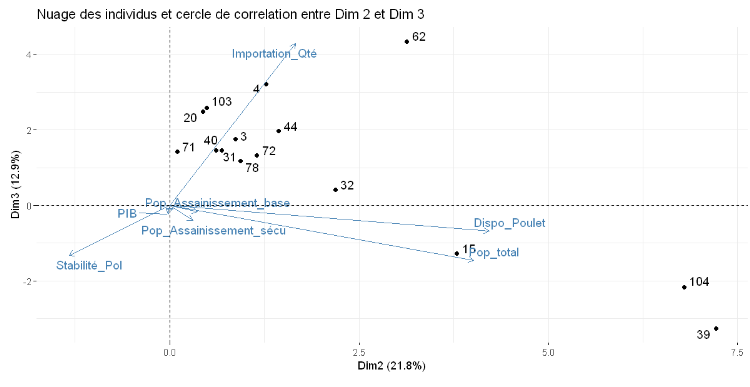 Nuage des individus et cercle de correlation entre Dim 2 et Dim 3
62
Importation_Qté
4
4
103
20
44
2
3
40
71
31
72
78
32
0
Pop_Assainissement_base
PIB
Dispo_Poulet
Pop_Assainissement_sécu
15
Pop_total
Stabilité_Pol
-2
104
39
0.0
2.5
5.0
7.5
Dim2 (21.8%)
Dim3 (12.9%)